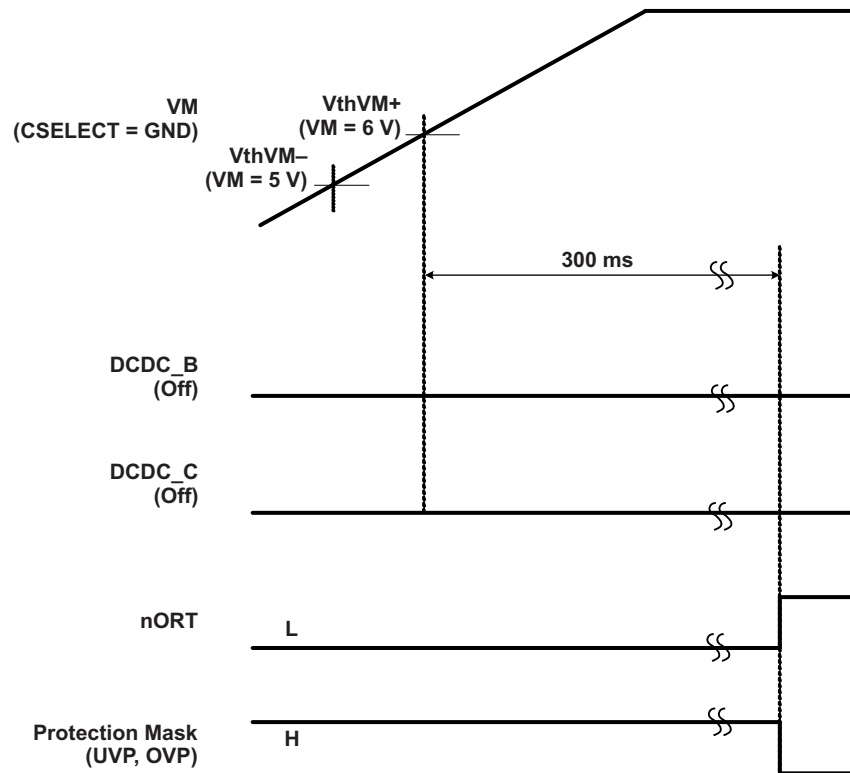 VM
(CSELECT = GND)
VthVM+
(VM = 6 V)
VthVM–
(VM = 5 V)
300 ms
DCDC_B
(Off)
DCDC_C
(Off)
nORT
L
Protection Mask
(UVP, OVP)
H